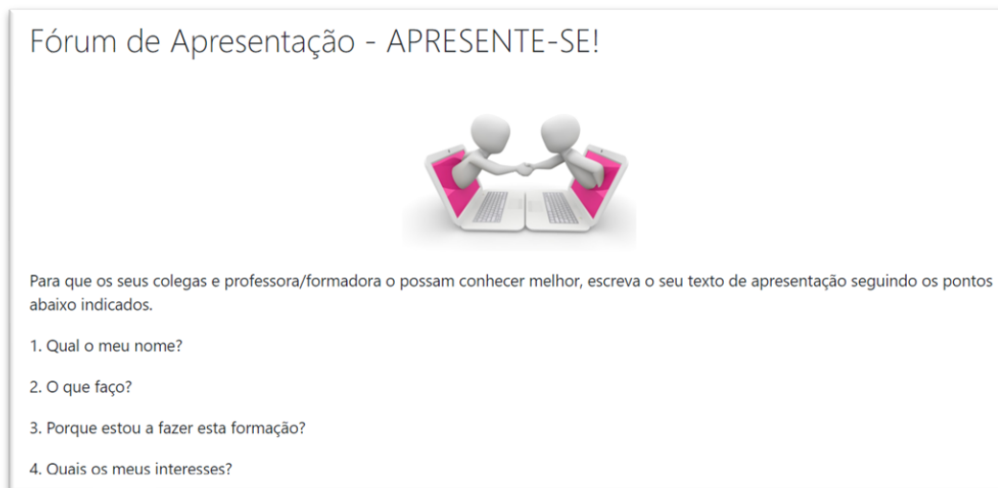 Fórum de Apresentação - APRESENTE-SE!
Para que os seus colegas e professora/formadora o possam conhecer melhor, escreva o seu texto de apresentação seguindo os pontos
abaixo indicados.
1. Qual o meu nome?
2. O que faço?
3. Porque estou a fazer esta formação?
4. Quais os meus interesses?